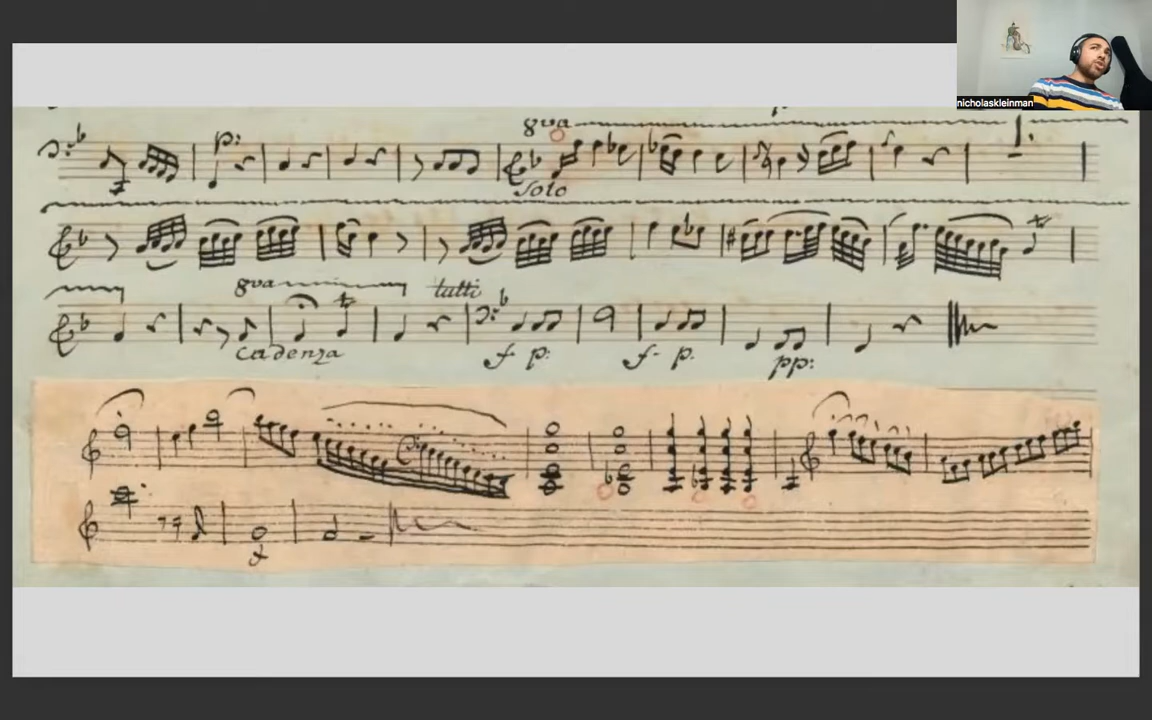 nicholaskleinman
p:
8va
Solo
8va
tutti
cadenza
f p:
f p.
pp: